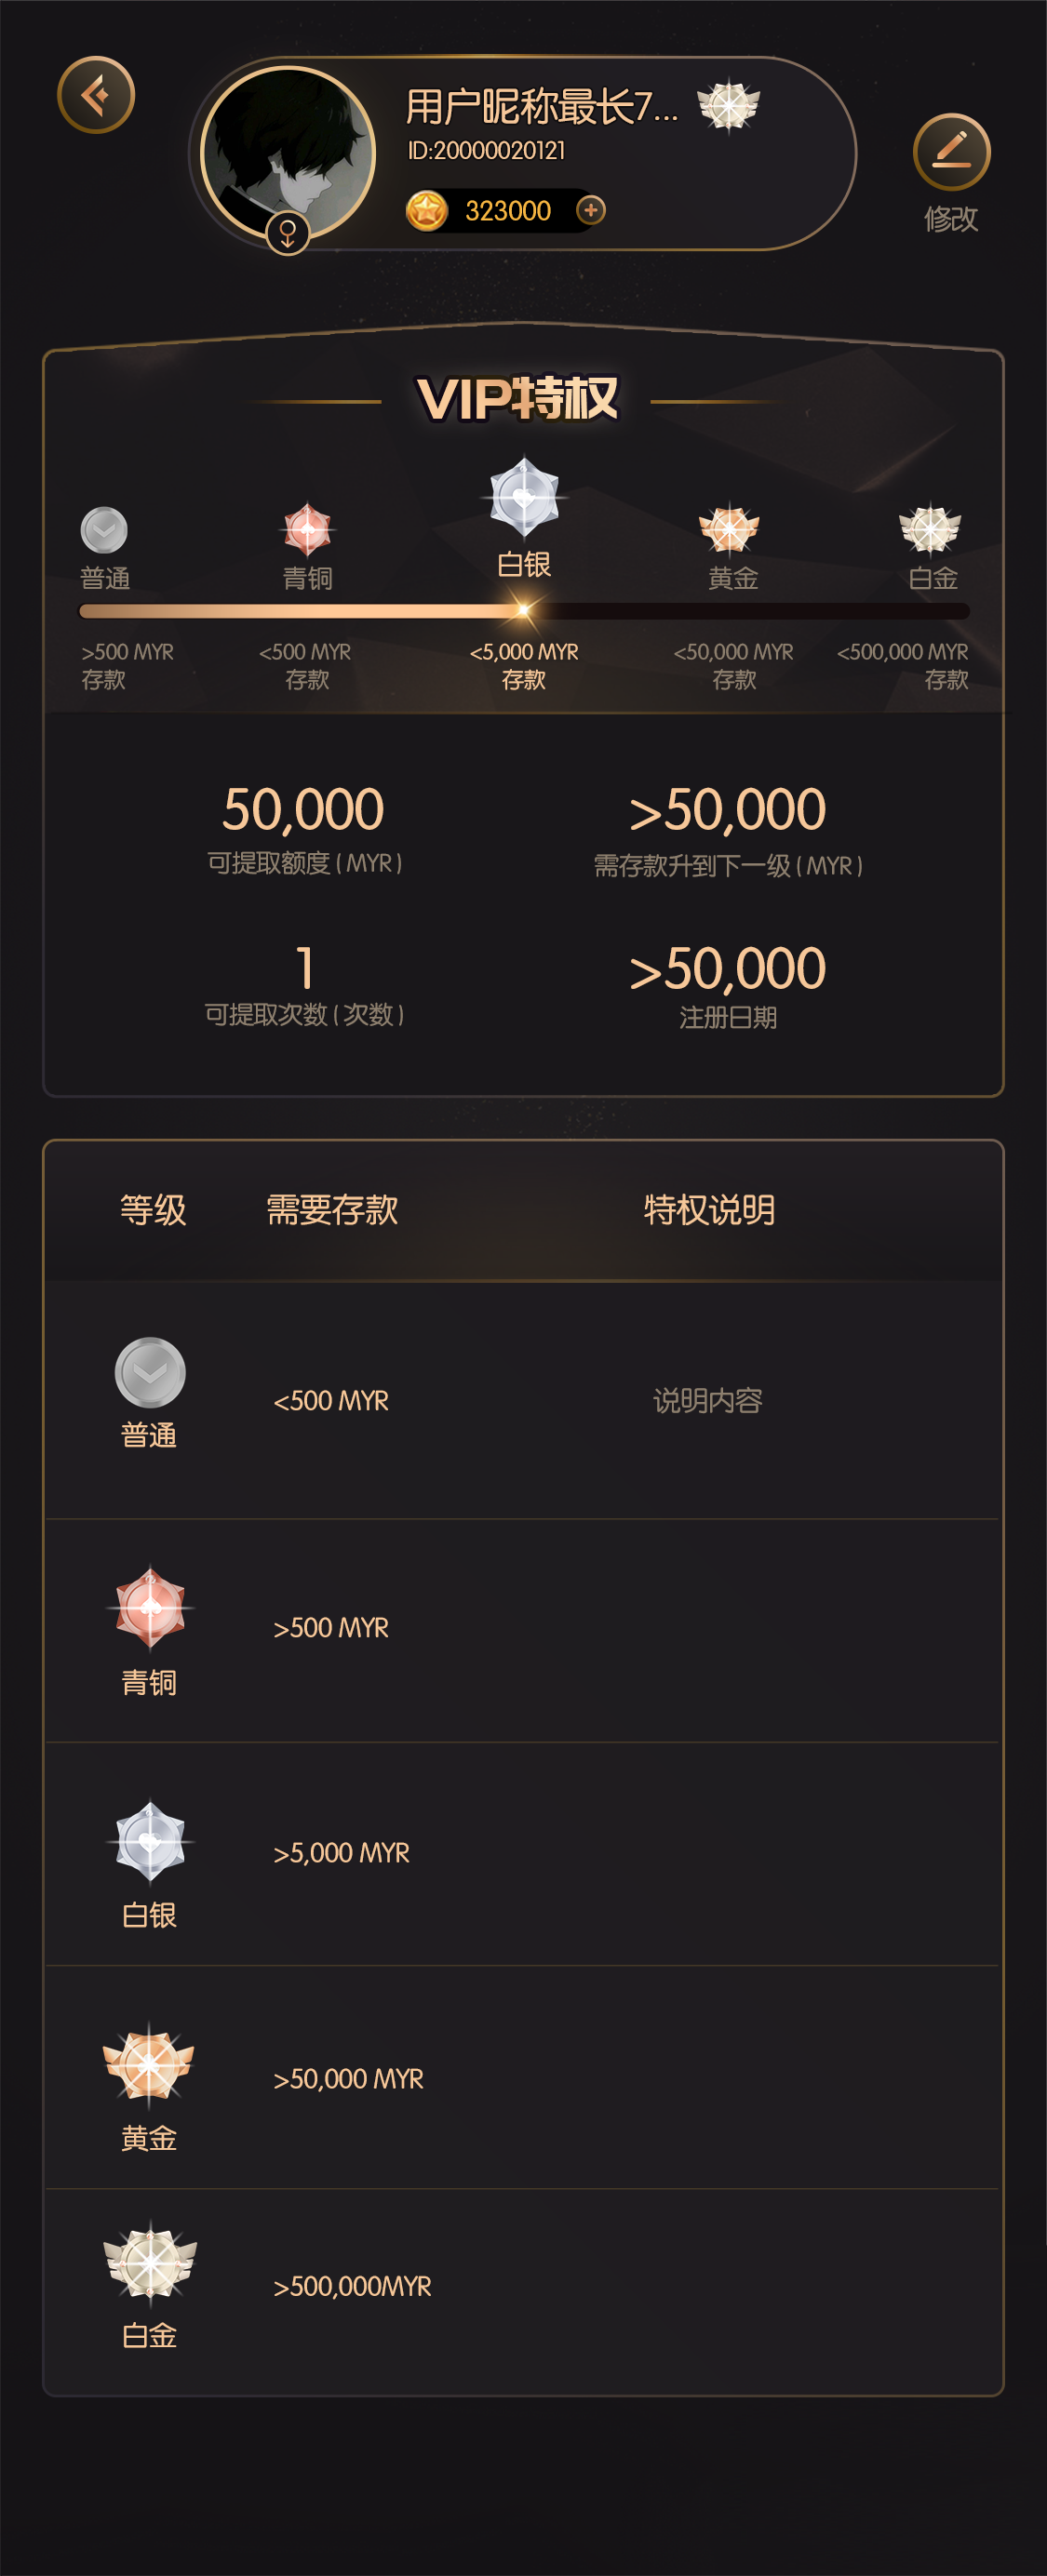 用户昵称最长7...
ID:20000020121
323000
修改
VIP特权
普通 青铜 白银 黄金 白金
>500 MYR <500 MYR <5,000 MYR <50,000 MYR <500,000 MYR
存款 存款 存款 存款 存款
50,000 >50,000
可提取额度 ( MYR ) 需存款升到下一级 ( MYR )
1 >50,000
可提取次数 ( 次数 ) 注册日期
等级 需要存款 特权说明
<500 MYR 说明内容
普通
>500 MYR
青铜
>5,000 MYR
白银
>50,000 MYR
黄金
>500,000MYR
白金